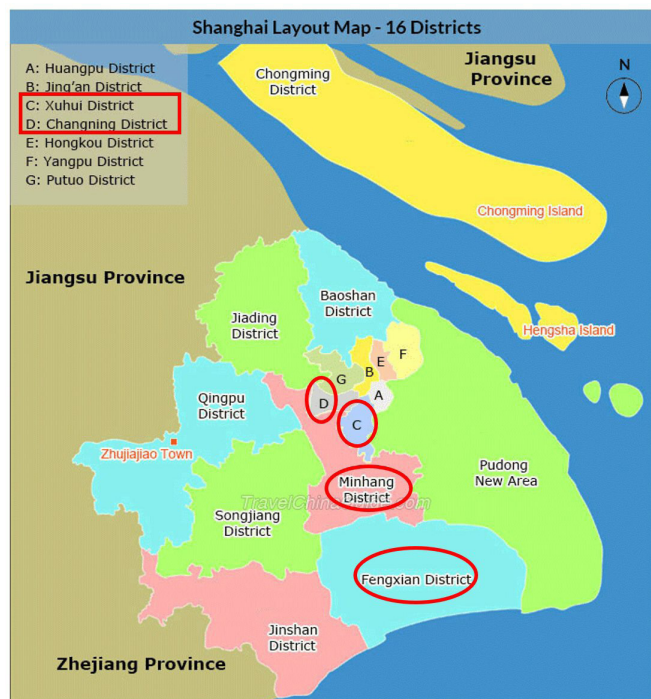 Shanghai Layout Map - 16 Districts
Chongming
District
Jiangsu
Province
N
A: Huangpu District
B: Jing'an District
C: Xuhui District
D: Changning District
E: Hongkou District
F: Yangpu District
G: Putuo District
Chongming Island
Jiangsu Province
Baoshan
District
Jiading
District
Hengsha Island
F
E
B
G
A
D
C
Qingpu
District
Zhujiajiao Town
Pudong
New Area
Minhang
District
Songjiang
District
Fengxian District
Jinshan
District
Zhejiang Province